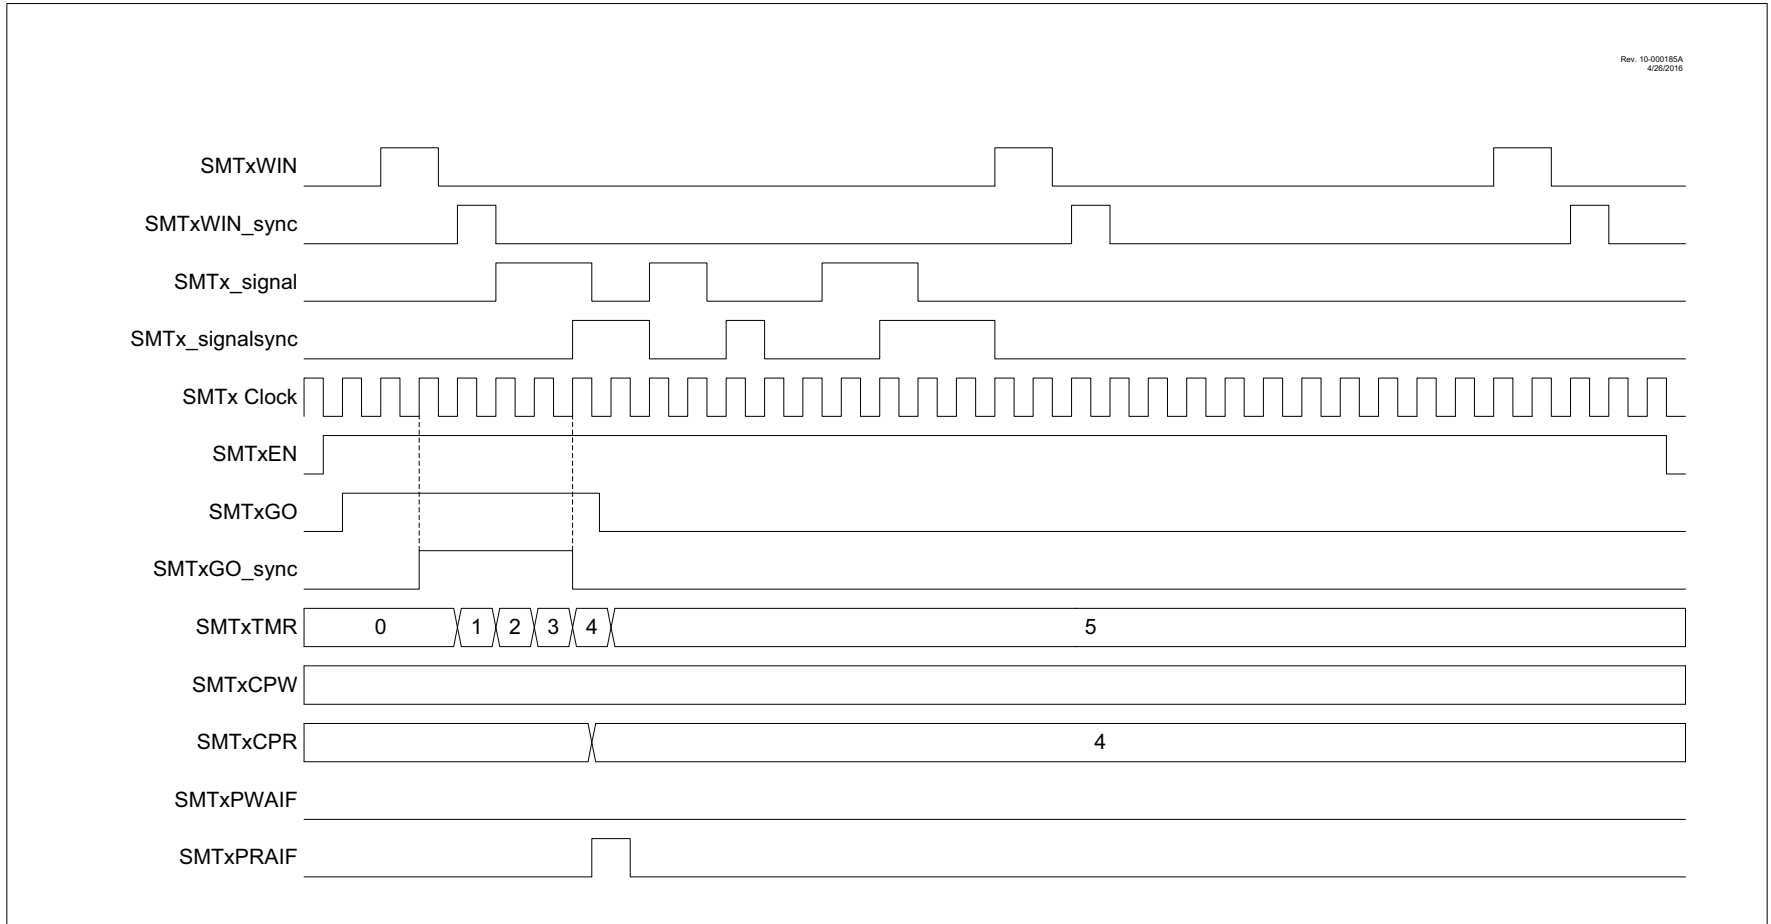 Rev. 10-000185A
4/26/2016
SMTxWIN
SMTxWIN_sync
SMTx_signal
SMTx_signalsync
SMTx Clock
SMTxEN
SMTxGO
SMTxGO_sync
SMTxTMR 0 1 2 3 4 5
SMTxCPW
SMTxCPR 4
SMTxPWAIF
SMTxPRAIF